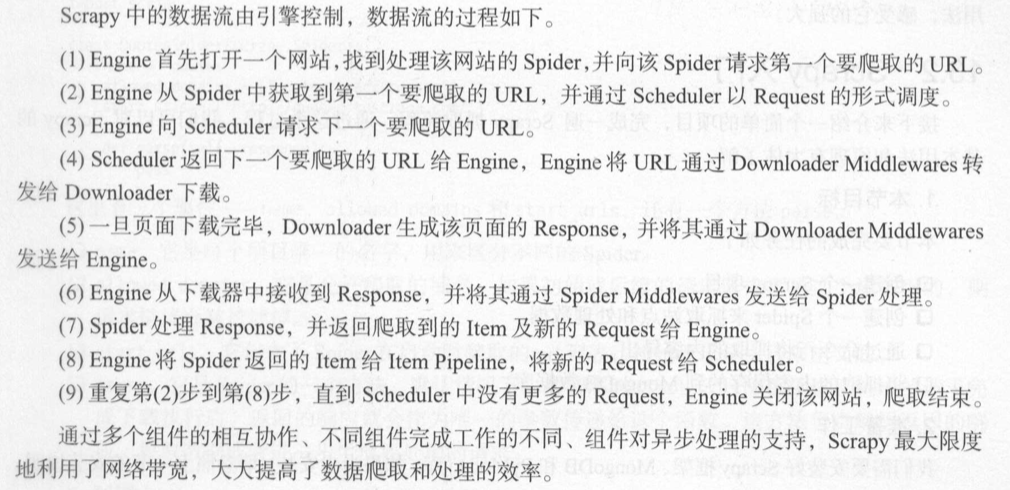 Scrapy 中的数据流由引擎控制，数据流的过程如下。
(1) Engine 首先打开一个网站,找到处理该网站的 Spider,并向该 Spider 请求第一个要爬取的 URL。
(2) Engine 从 Spider 中获取到第一个要爬取的 URL，并通过 Scheduler 以 Request 的形式调度。
(3) Engine 向 Scheduler 请求下一个要爬取的 URL。
(4) Scheduler 返回下一个要爬取的 URL 给 Engine，Engine 将 URL 通过 Downloader Middlewares 转
发给 Downloader 下载。
(5) 一旦页面下载完毕，Downloader 生成该页面的 Response，并将其通过 Downloader Middlewares
发送给 Engine。
(6) Engine 从下载器中接收到 Response，并将其通过 Spider Middlewares 发送给 Spider 处理。
(7) Spider 处理 Response，并返回爬取到的 Item 及新的 Request 给 Engine。
(8) Engine 将 Spider 返回的 Item 给 Item Pipeline，将新的 Request 给 Scheduler。
(9) 重复第(2)步到第(8)步，直到 Scheduler 中没有更多的 Request，Engine 关闭该网站，爬取结束。
通过多个组件的相互协作、不同组件完成工作的不同、组件对异步处理的支持，Scrapy 最大限度
地利用了网络带宽，大大提高了数据爬取和处理的效率。